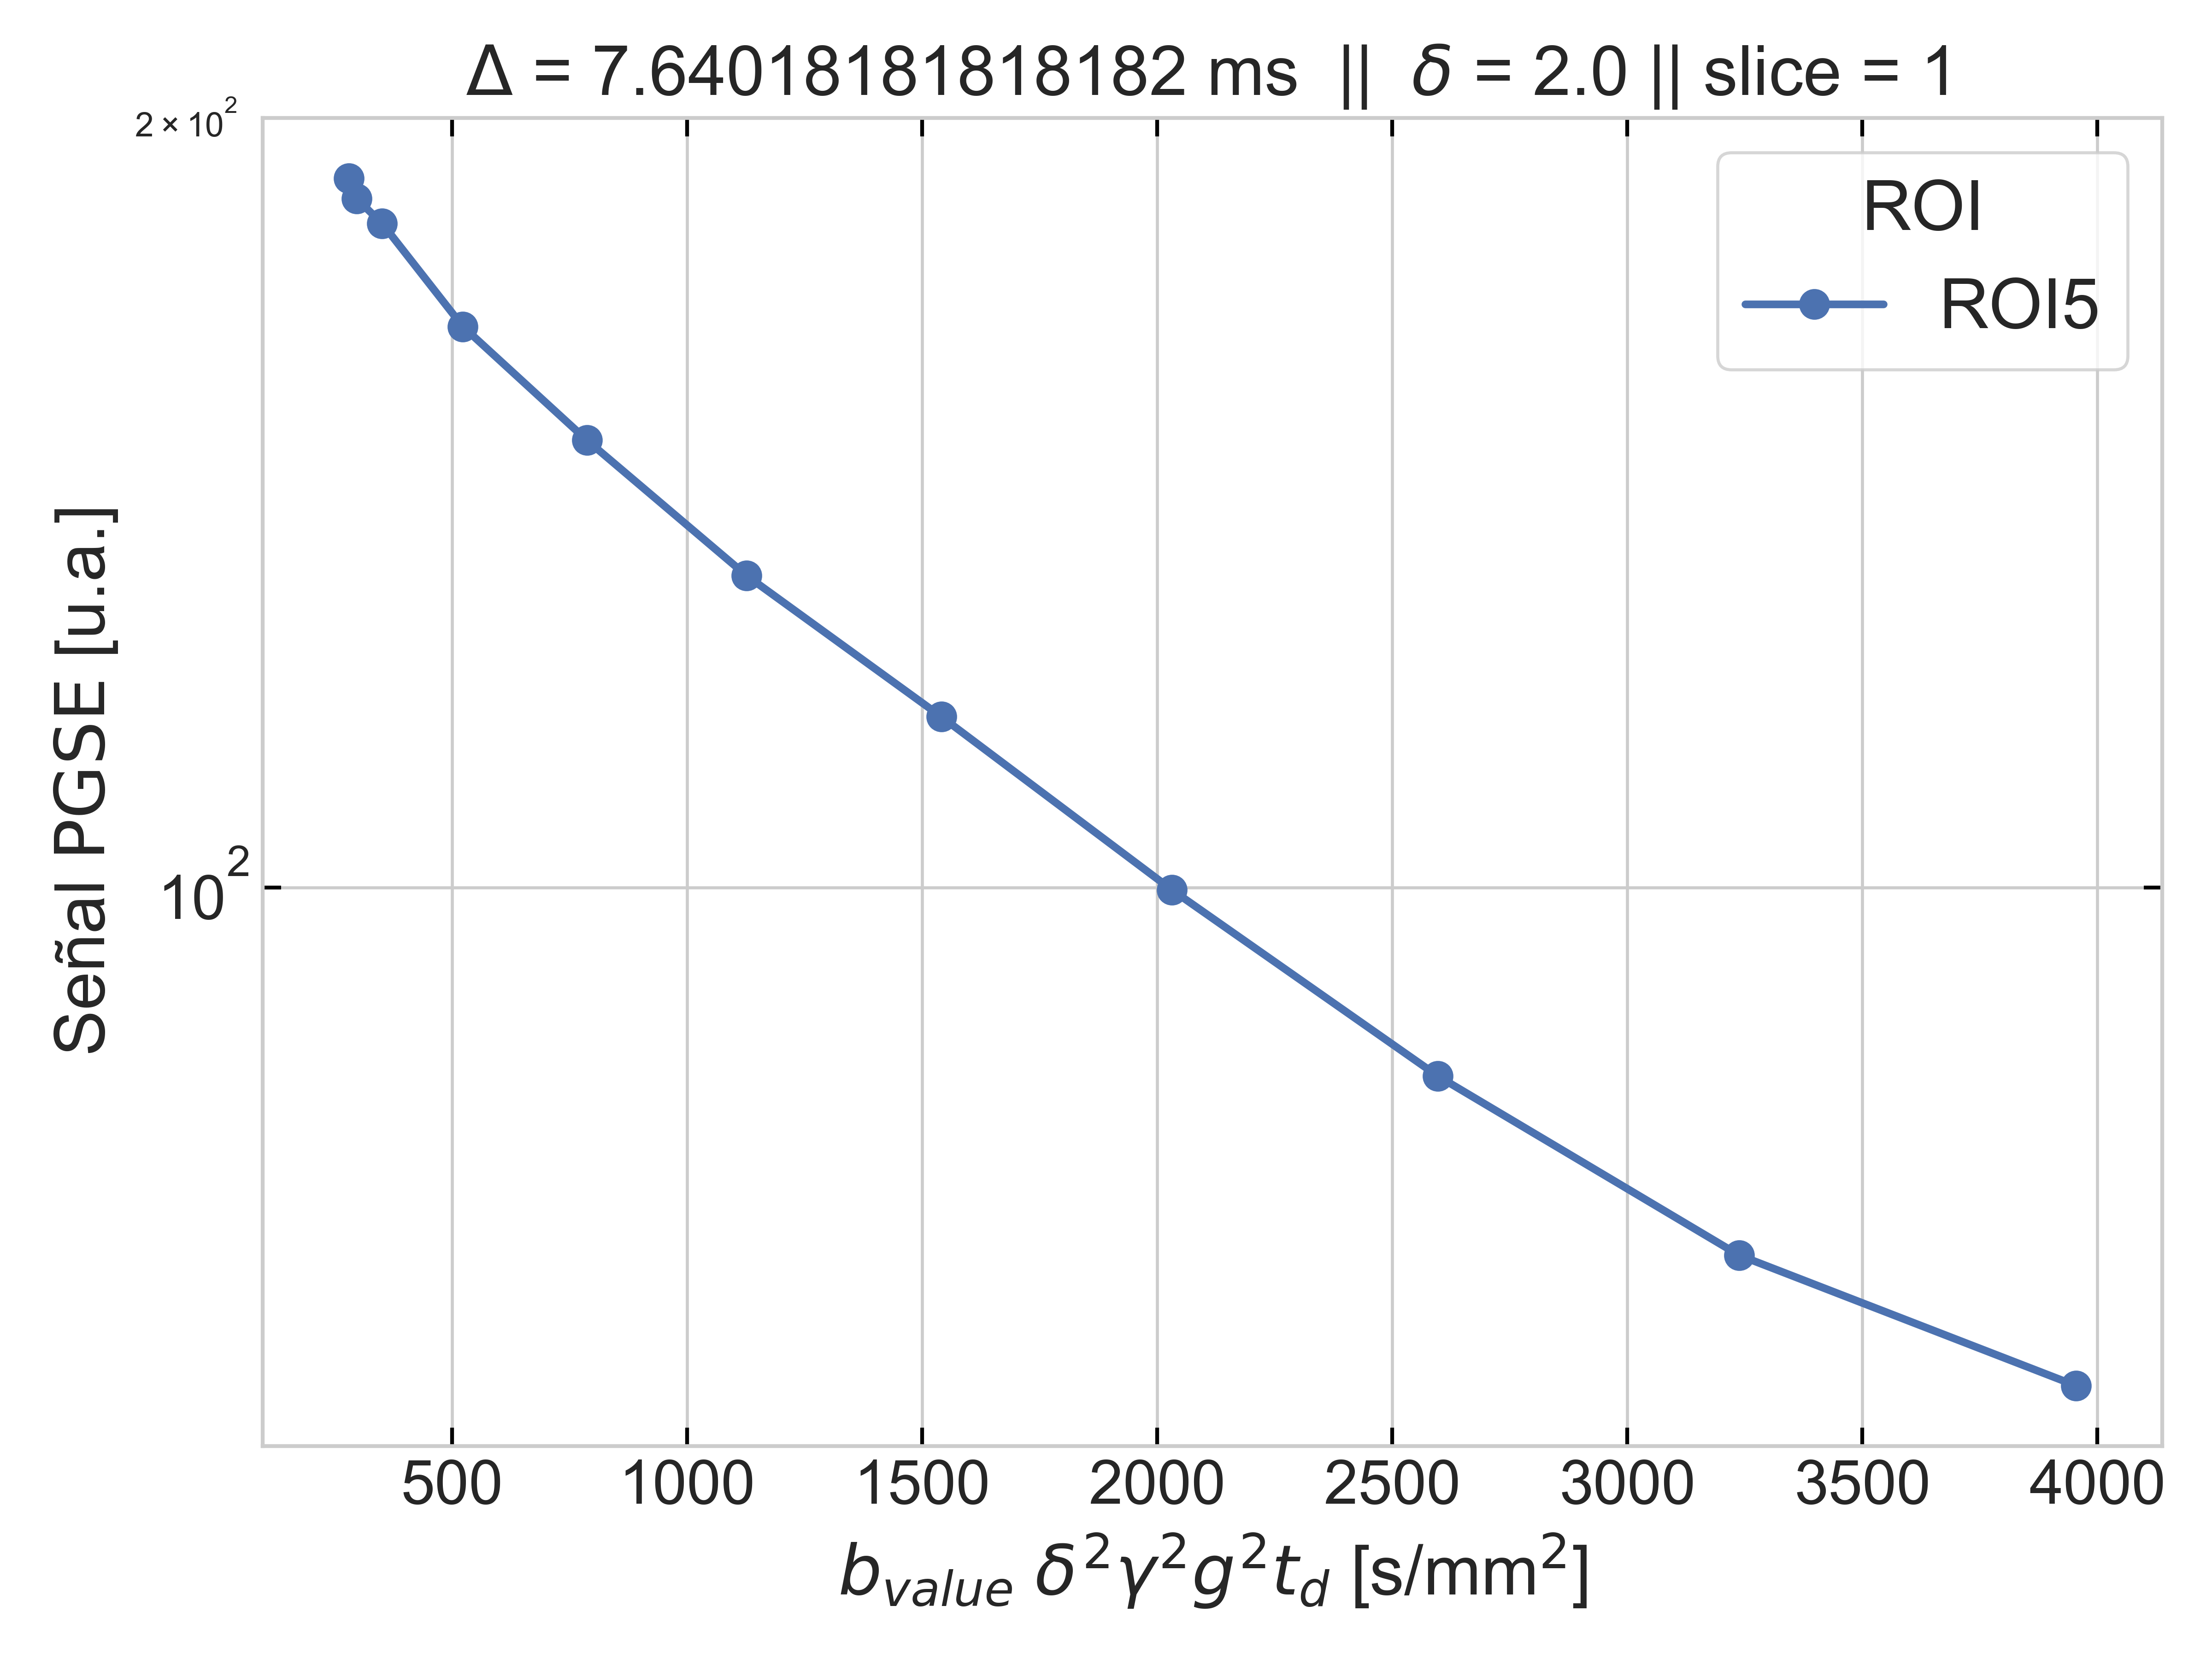 Δ = 7.64018181818182 ms || δ = 2.0 || slice = 1
2 × 10²
10²
Señal PGSE [u.a.]
ROI
ROI5
500 1000 1500 2000 2500 3000 3500 4000
b_value δ²γ²g²t_d [s/mm²]